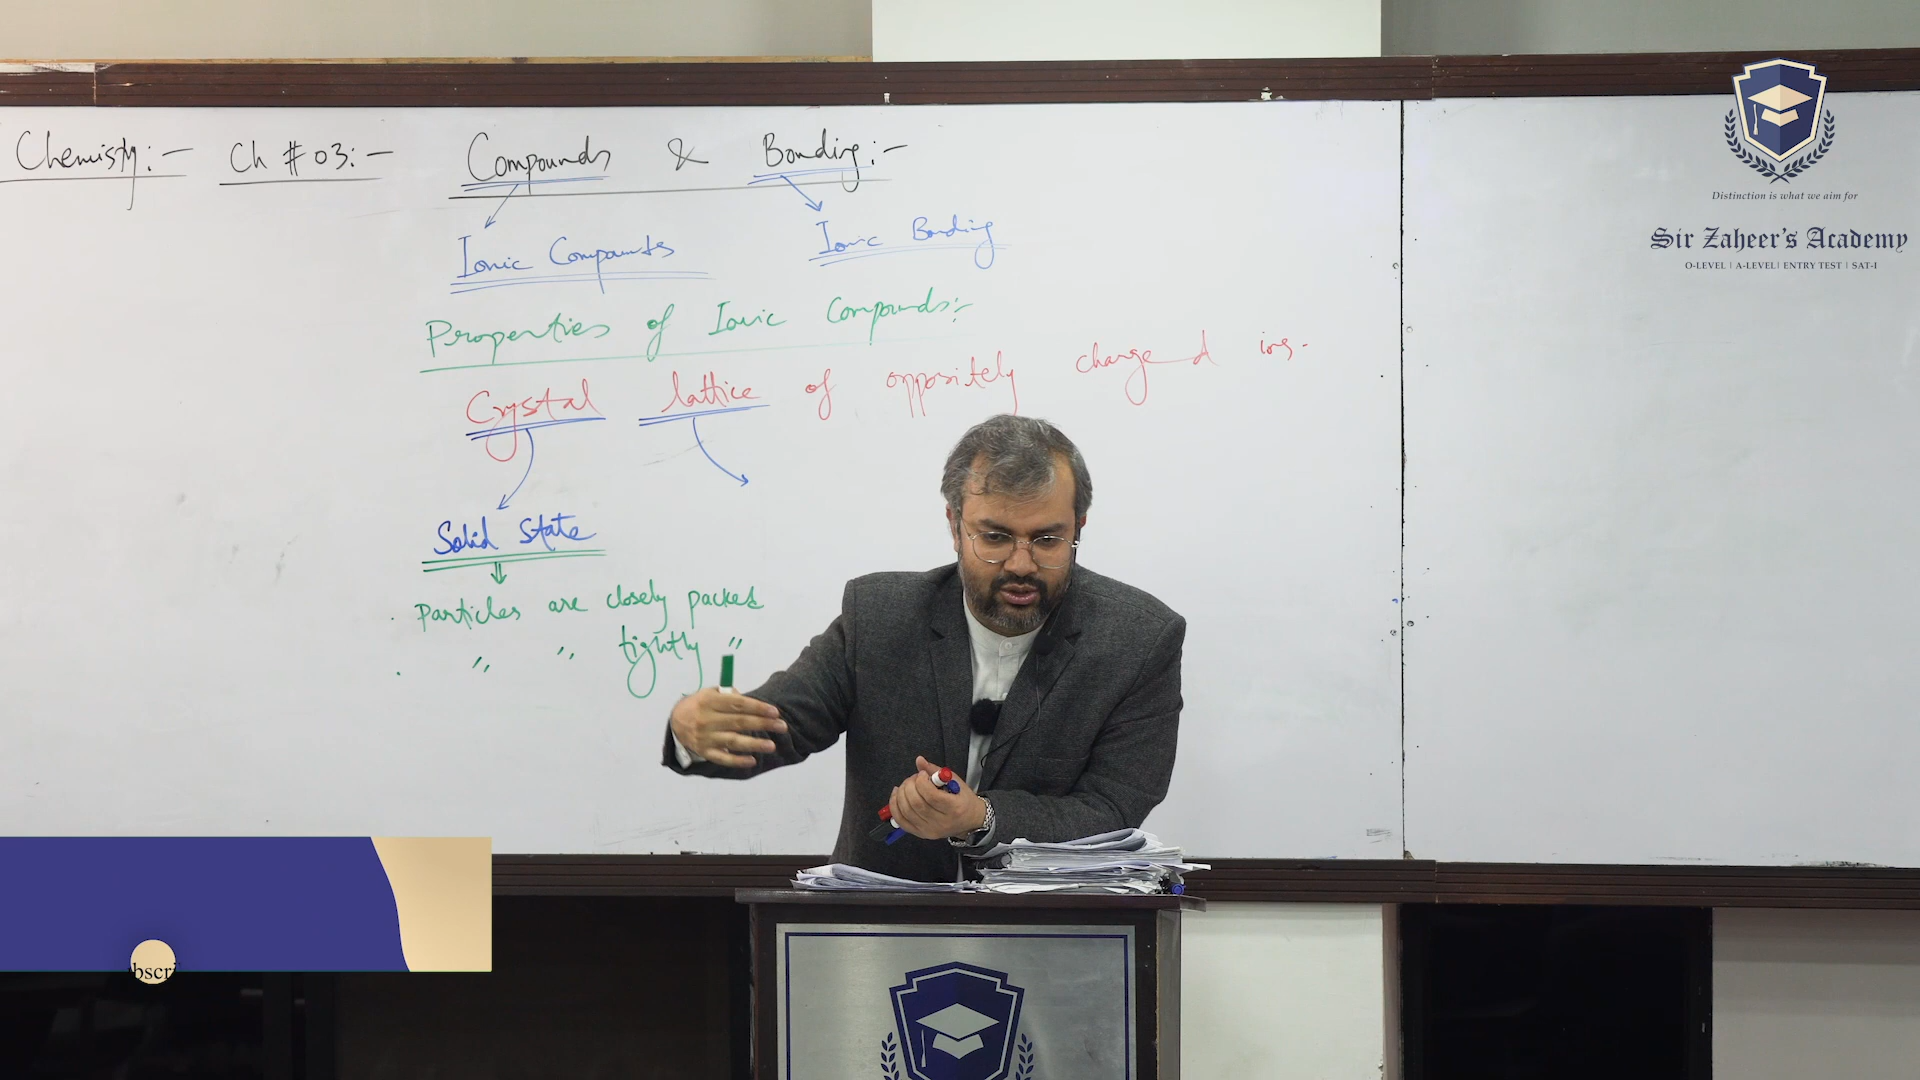 Chemistry:- Ch # 03:- Compounds & Bonding:-
Ionic Compounds Ionic Bonding
Properties of Ionic Compounds:-
Crystal lattice of oppositely charged ions.
Solid State
Particles are closely packed
〃 〃 tightly 〃
Distinction is what we aim for
Sir Zaheer's Academy
O-LEVEL | A-LEVEL | ENTRY TEST | SAT-I
bscri